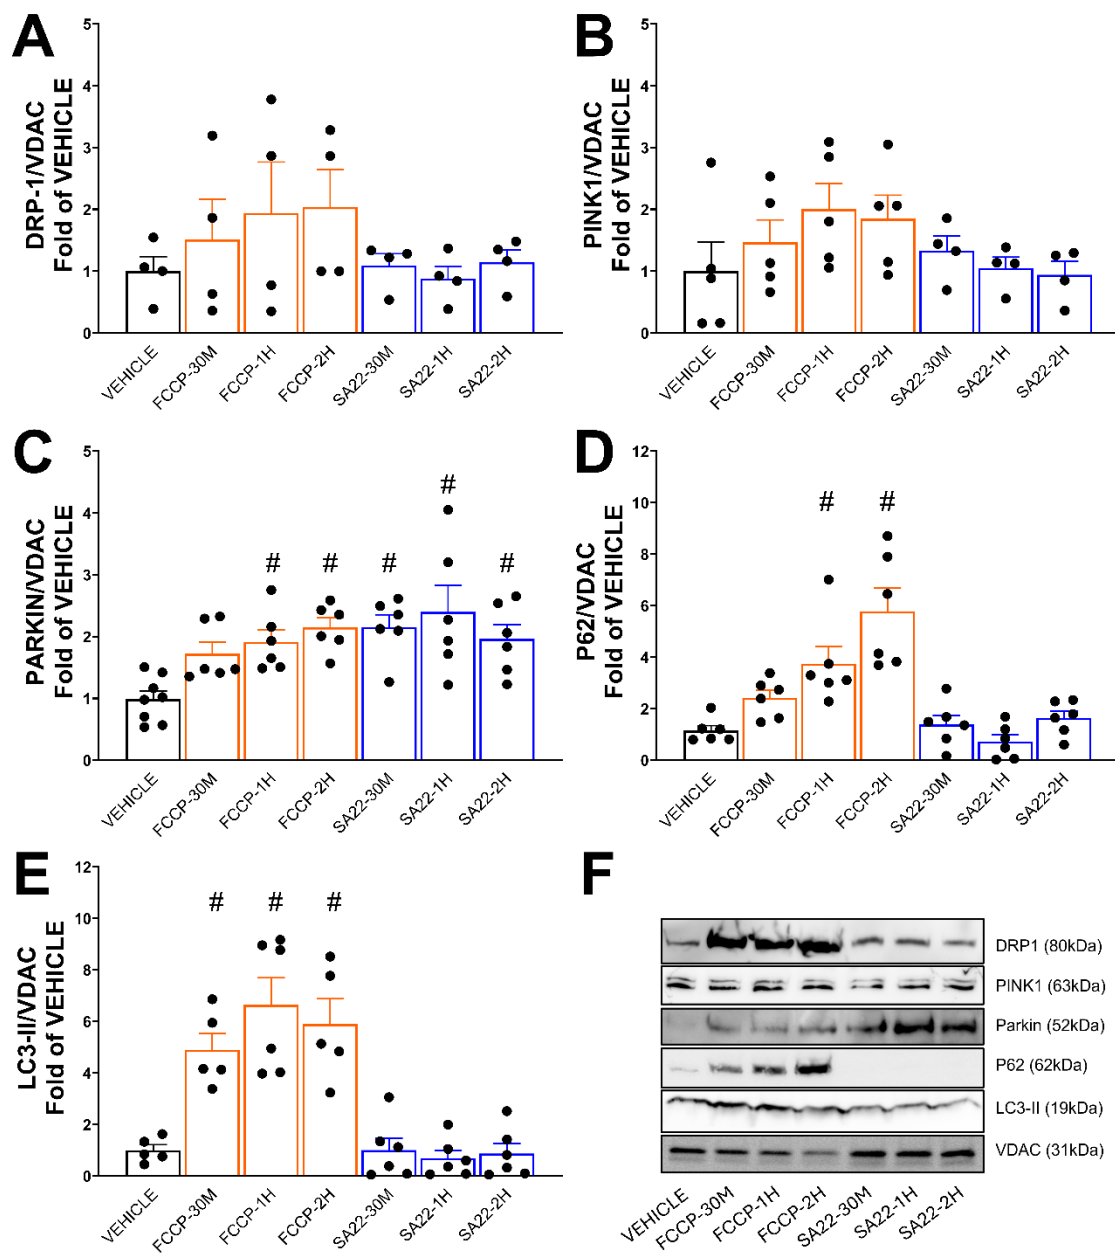 A
DRP-1/VDAC
Fold of VEHICLE
5
4
3
2
1
0
VEHICLE
FCCP-30M
FCCP-1H
FCCP-2H
SA22-30M
SA22-1H
SA22-2H
B
PINK1/VDAC
Fold of VEHICLE
5
4
3
2
1
0
VEHICLE
FCCP-30M
FCCP-1H
FCCP-2H
SA22-30M
SA22-1H
SA22-2H
C
PARKIN/VDAC
Fold of VEHICLE
5
4
3
2
1
0
# # # # #
VEHICLE
FCCP-30M
FCCP-1H
FCCP-2H
SA22-30M
SA22-1H
SA22-2H
D
P62/VDAC
Fold of VEHICLE
12
10
8
6
4
2
0
# #
VEHICLE
FCCP-30M
FCCP-1H
FCCP-2H
SA22-30M
SA22-1H
SA22-2H
E
LC3-II/VDAC
Fold of VEHICLE
12
10
8
6
4
2
0
# # #
VEHICLE
FCCP-30M
FCCP-1H
FCCP-2H
SA22-30M
SA22-1H
SA22-2H
F
DRP1 (80kDa)
PINK1 (63kDa)
Parkin (52kDa)
P62 (62kDa)
LC3-II (19kDa)
VDAC (31kDa)
VEHICLE
FCCP-30M
FCCP-1H
FCCP-2H
SA22-30M
SA22-1H
SA22-2H